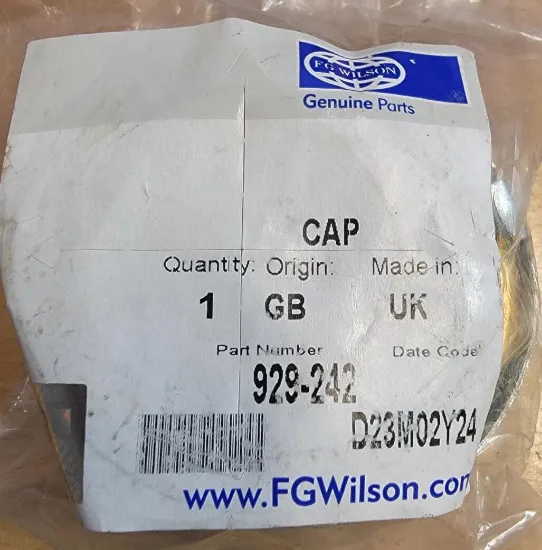 FG WILSON
Genuine Parts
CAP
Quantity: Origin: Made in:
1 GB UK
Part Number Date Code
929-242
D23M02Y24
www.FGWilson.com